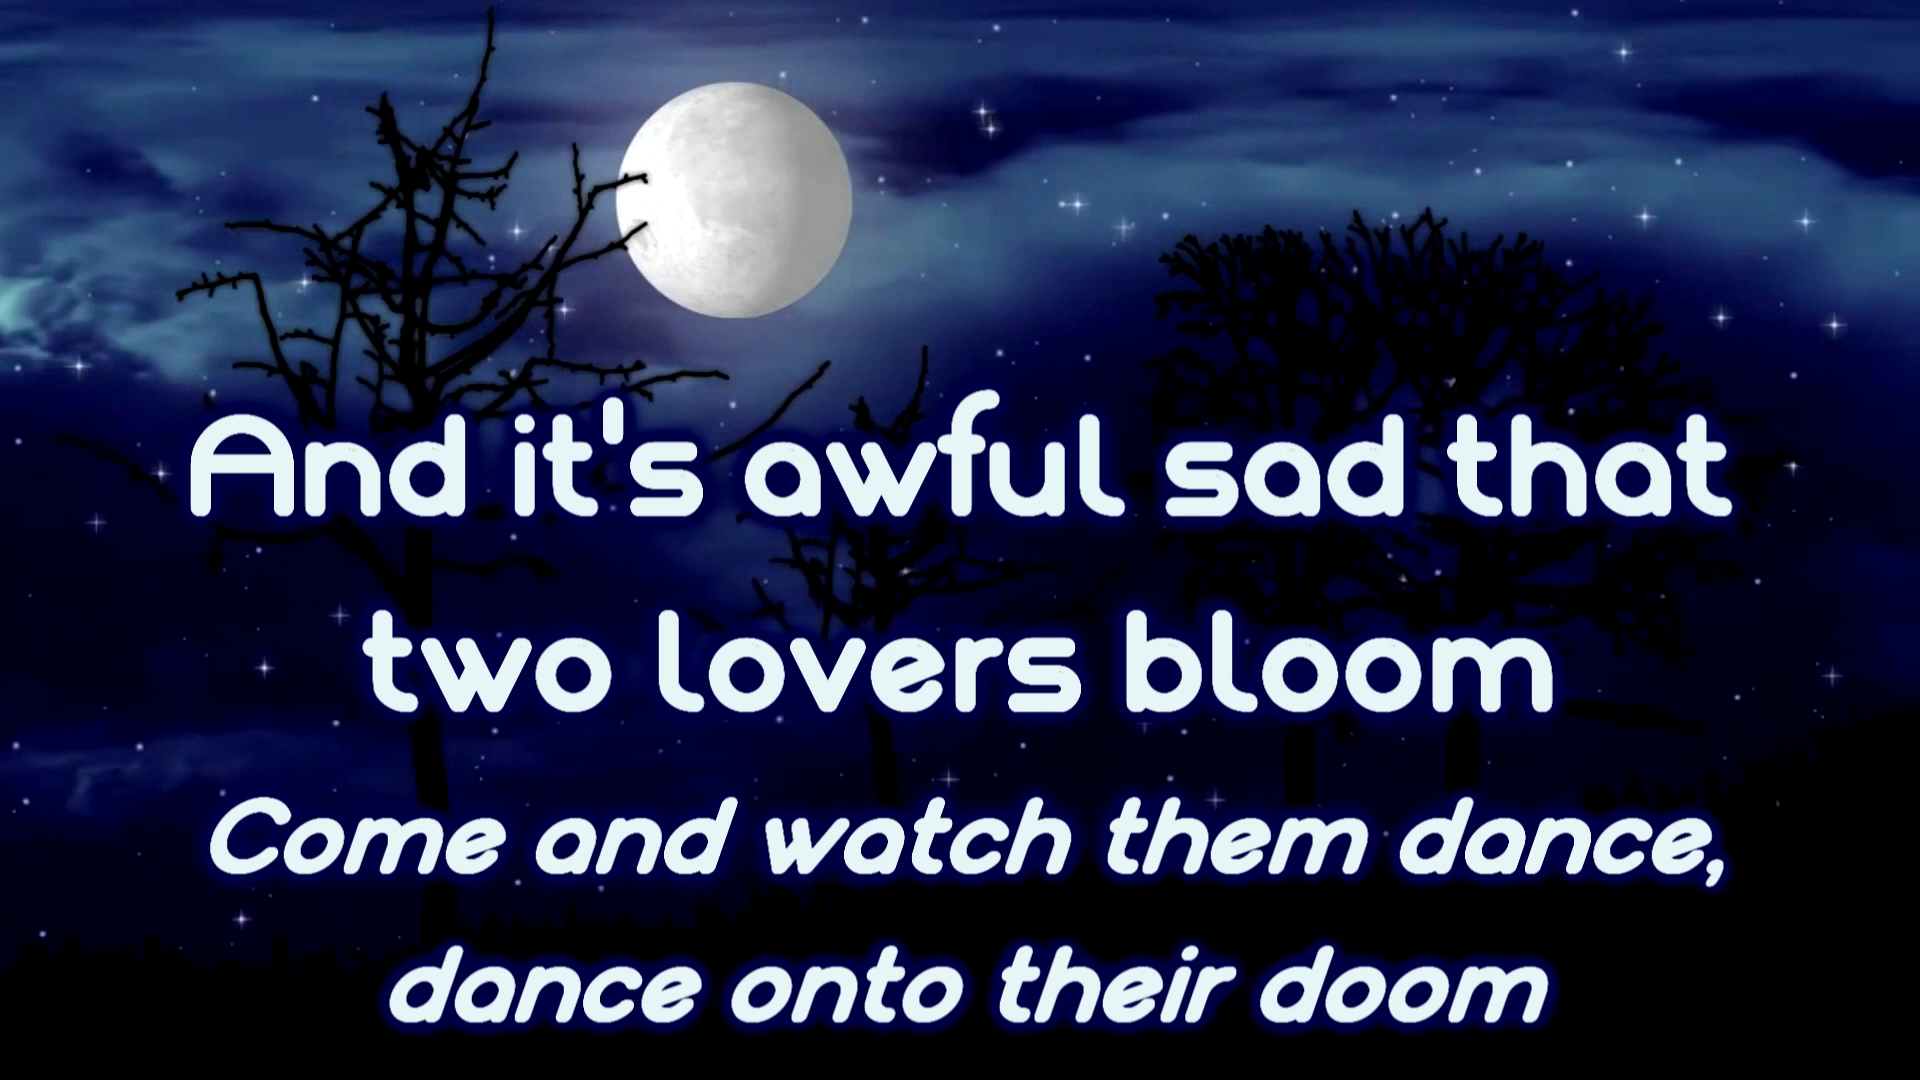 And it's awful sad that
two lovers bloom
Come and watch them dance,
dance onto their doom